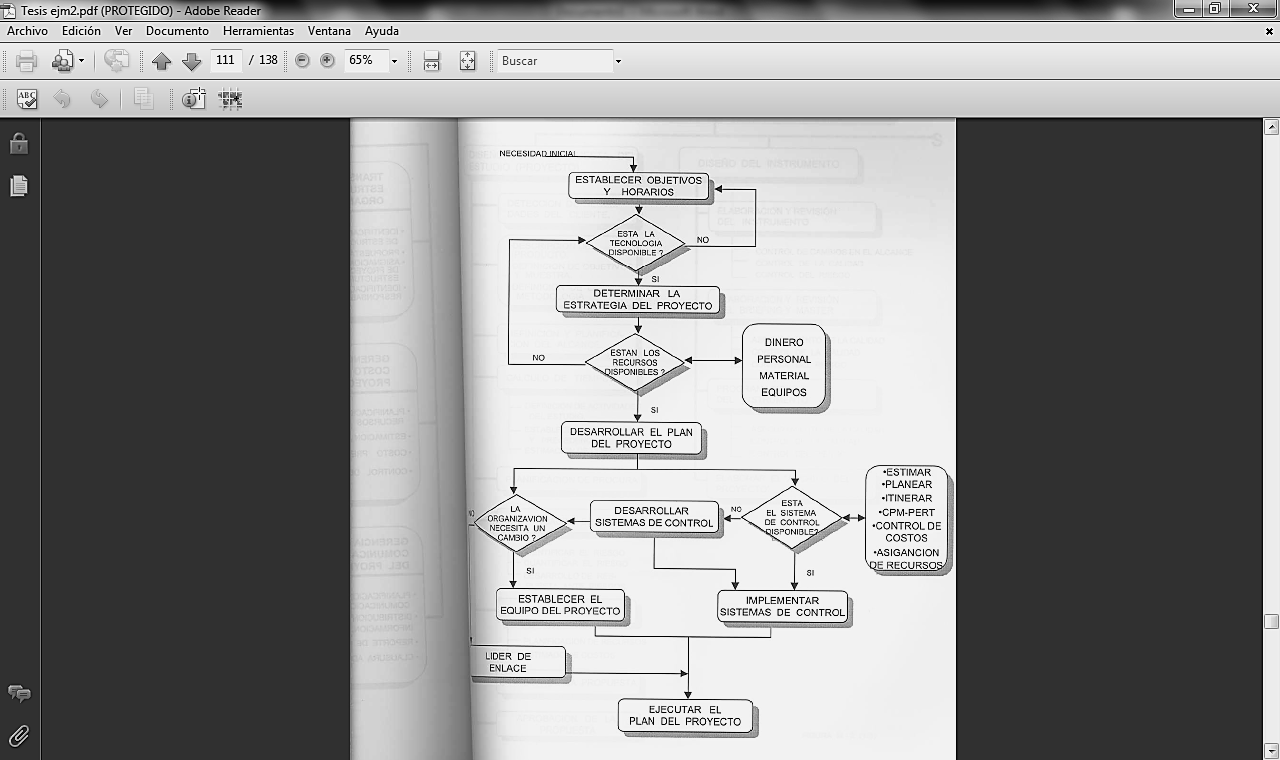 Tesis ejm2.pdf (PROTEGIDO) - Adobe Reader
Archivo Edición Ver Documento Herramientas Ventana Ayuda
111 / 138 65% Buscar
NECESIDAD INICIAL
ESTABLECER OBJETIVOS
Y HORARIOS
ESTA LA
TECNOLOGIA
DISPONIBLE ?
NO
SI
DETERMINAR LA
ESTRATEGIA DEL PROYECTO
ESTAN LOS
RECURSOS
DISPONIBLES ?
NO
DINERO
PERSONAL
MATERIAL
EQUIPOS
SI
DESARROLLAR EL PLAN
DEL PROYECTO
LA
ORGANIZAVION
NECESITA UN
CAMBIO ?
DESARROLLAR
SISTEMAS DE CONTROL
NO
ESTA
EL SISTEMA
DE CONTROL
DISPONIBLE?
•ESTIMAR
•PLANEAR
•ITINERAR
•CPM-PERT
•CONTROL DE
COSTOS
•ASIGANCION
DE RECURSOS
SI
SI
ESTABLECER EL
EQUIPO DEL PROYECTO
IMPLEMENTAR
SISTEMAS DE CONTROL
LIDER DE
ENLACE
EJECUTAR EL
PLAN DEL PROYECTO